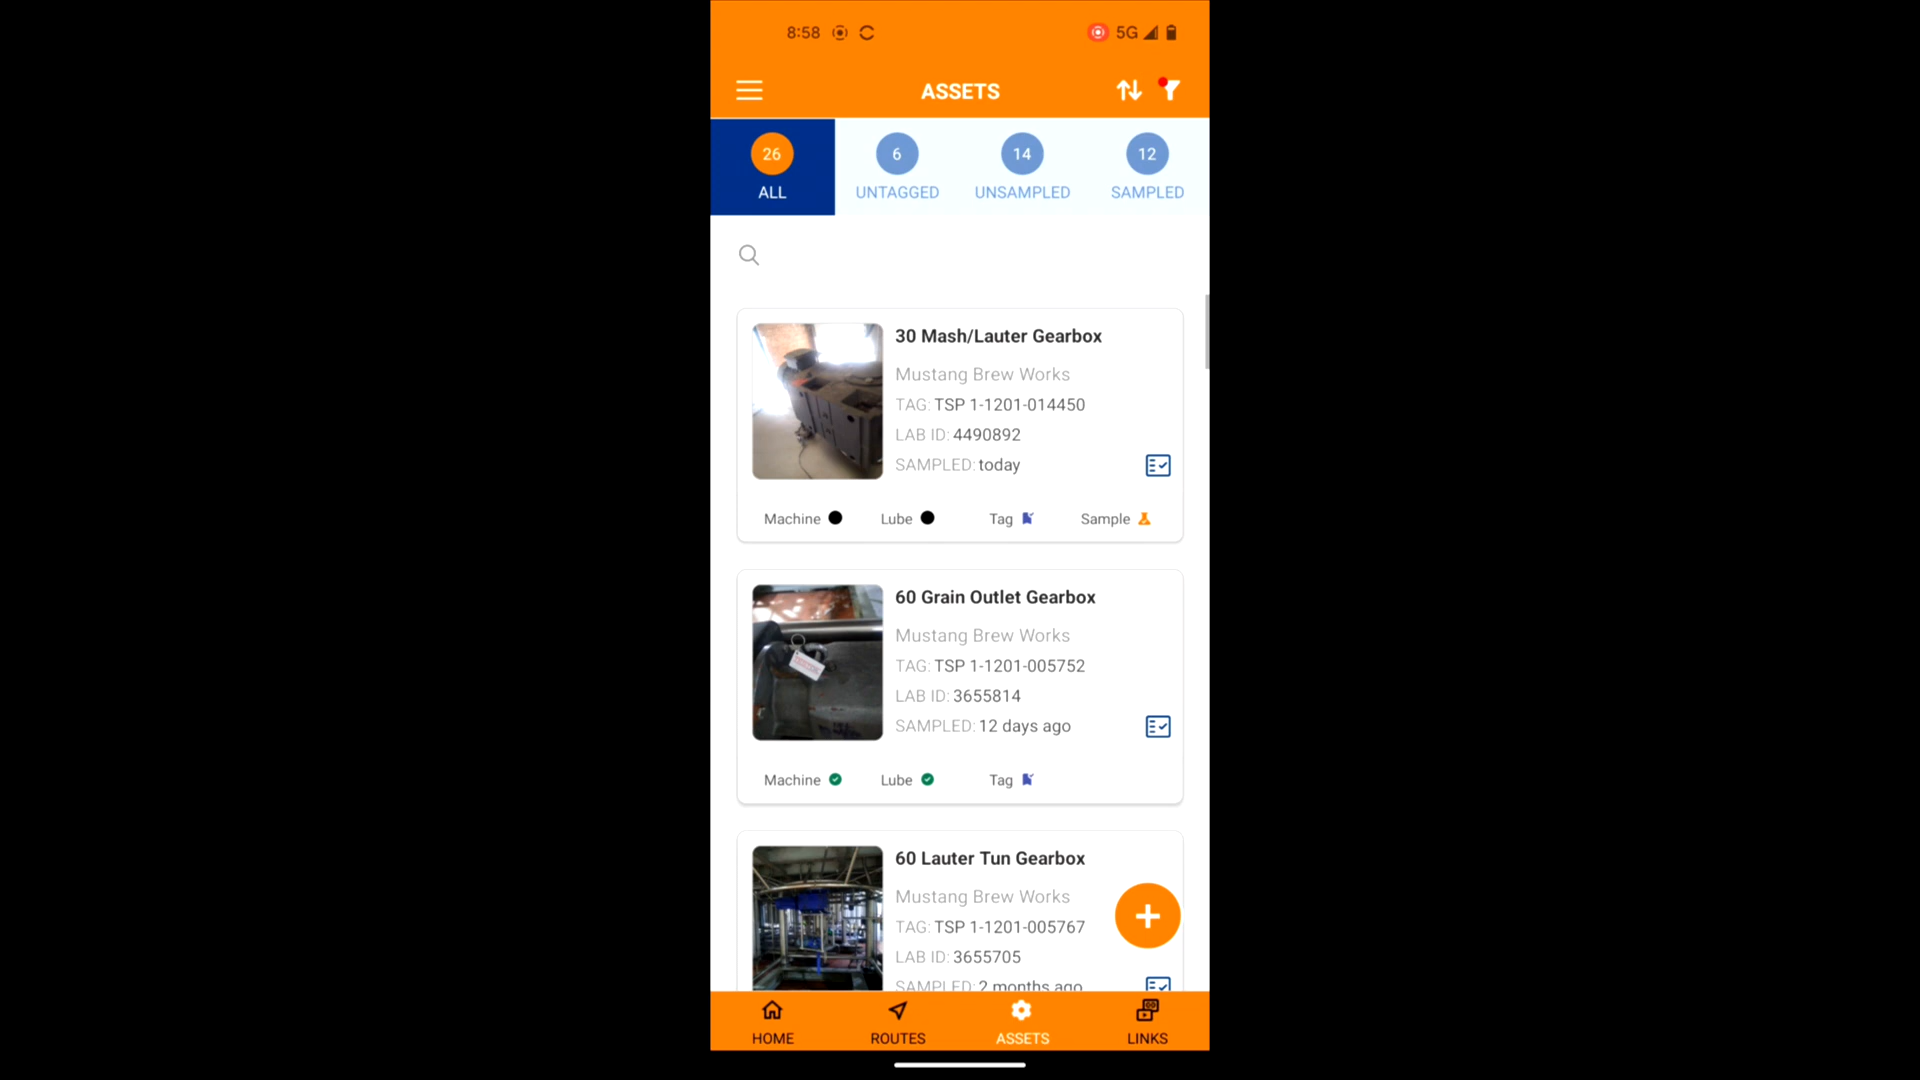 8:58
5G
ASSETS
26
6
14
12
ALL
UNTAGGED
UNSAMPLED
SAMPLED
30 Mash/Lauter Gearbox
Mustang Brew Works
TAG: TSP 1-1201-014450
LAB ID: 4490892
SAMPLED: today
Machine
Lube
Tag
Sample
60 Grain Outlet Gearbox
Mustang Brew Works
TAG: TSP 1-1201-005752
LAB ID: 3655814
SAMPLED: 12 days ago
Machine
Lube
Tag
60 Lauter Tun Gearbox
Mustang Brew Works
TAG: TSP 1-1201-005767
LAB ID: 3655705
SAMPLED: 2 months ago
HOME
ROUTES
ASSETS
LINKS